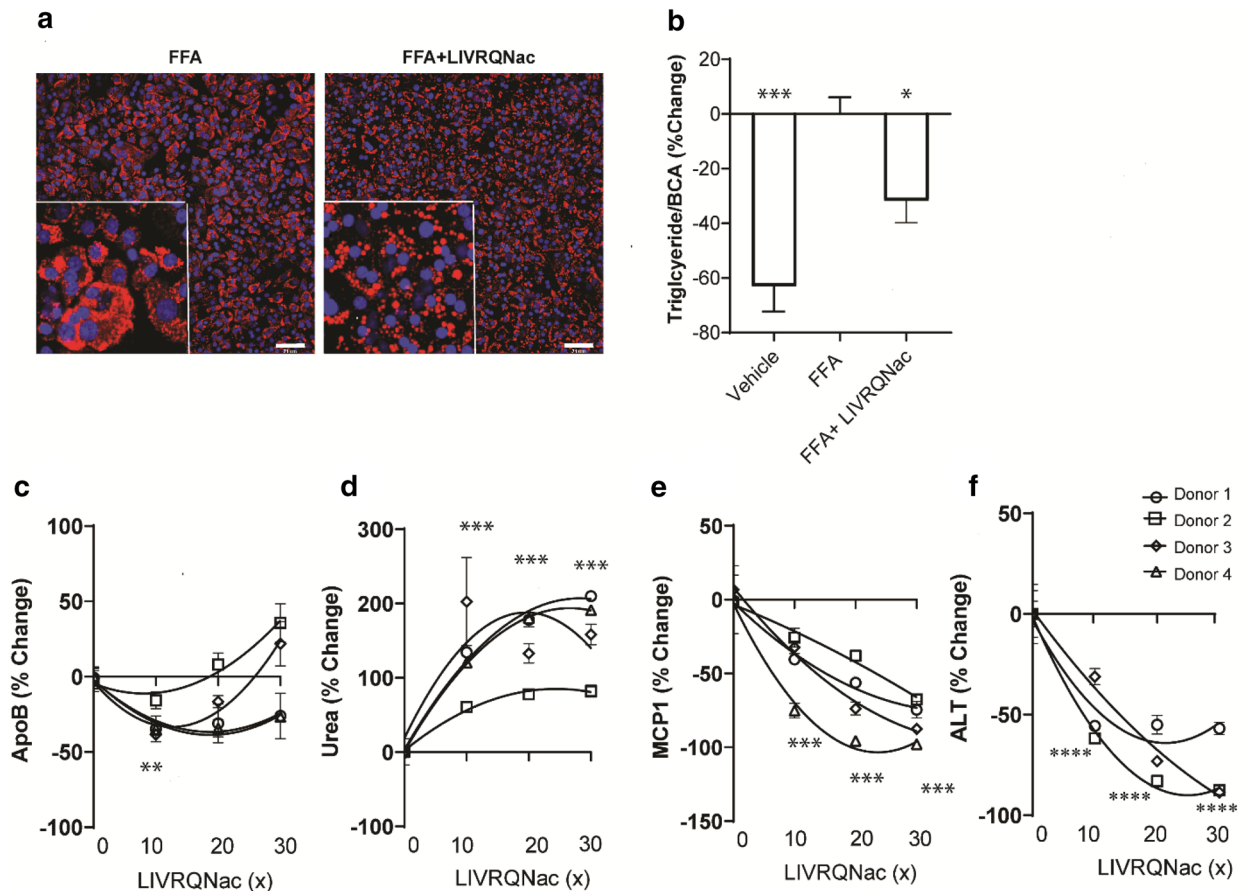 a
FFA
FFA+LIVRQNac
b
Triglcyeride/BCA (%Change)
20
0
-20
-40
-60
-80
***
*
Vehicle
FFA
FFA+ LIVRQNac
c
ApoB (% Change)
100
50
0
-50
-100
**
0 10 20 30
LIVRQNac (x)
d
Urea (% Change)
300
200
100
0
-100
***
***
***
0 10 20 30
LIVRQNac (x)
e
MCP1 (% Change)
50
0
-50
-100
-150
***
***
***
0 10 20 30
LIVRQNac (x)
f
ALT (% Change)
50
0
-50
-100
****
****
****
0 10 20 30
LIVRQNac (x)
Donor 1
Donor 2
Donor 3
Donor 4